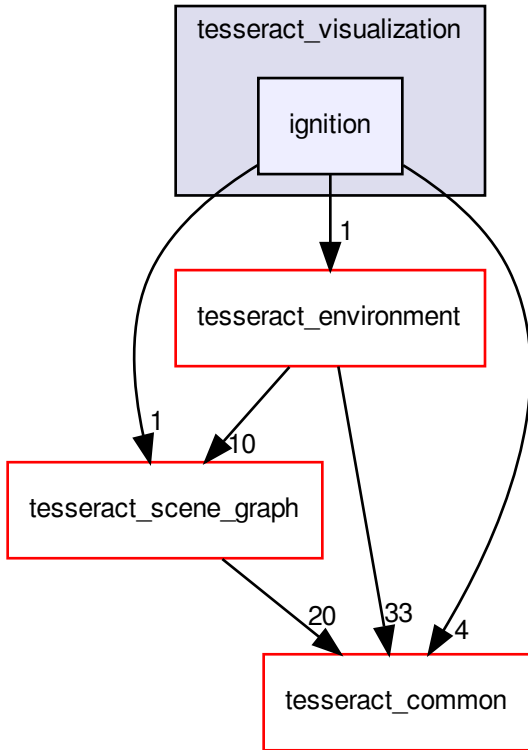 tesseract_visualization
ignition
1
tesseract_environment
1
10
tesseract_scene_graph
20
33
4
tesseract_common